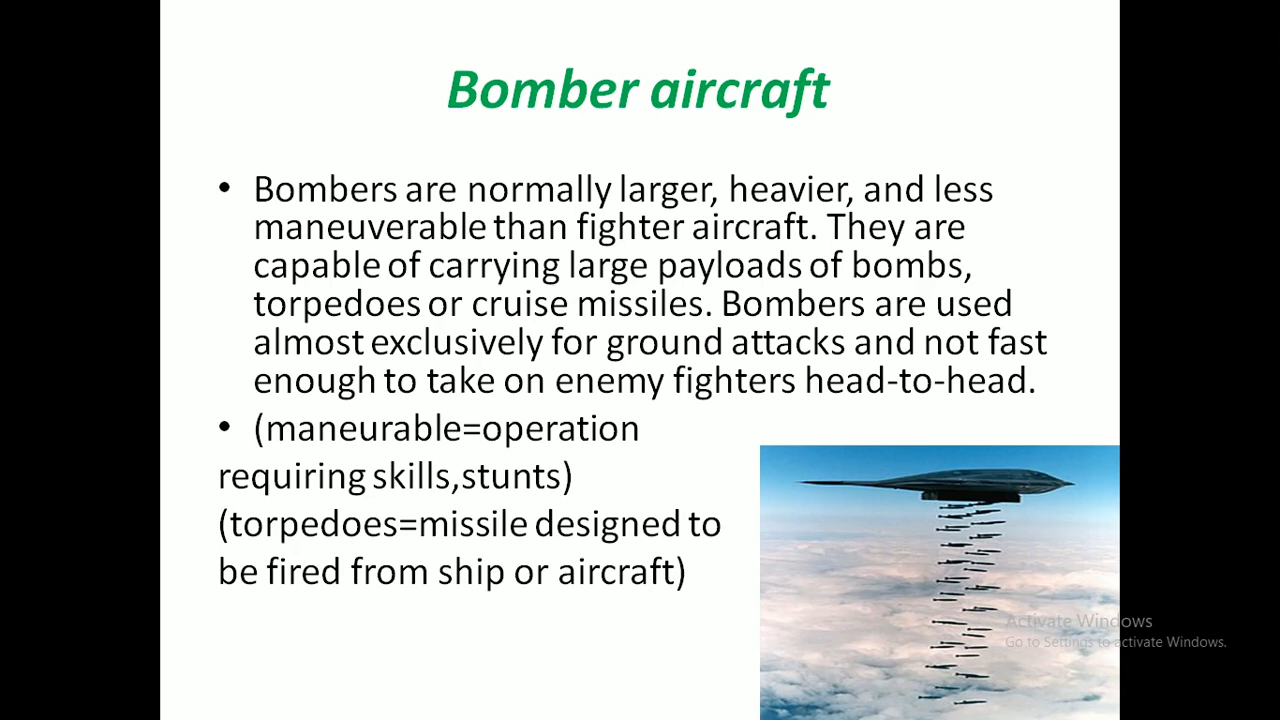 Bomber aircraft
• Bombers are normally larger, heavier, and less
maneuverable than fighter aircraft. They are
capable of carrying large payloads of bombs,
torpedoes or cruise missiles. Bombers are used
almost exclusively for ground attacks and not fast
enough to take on enemy fighters head-to-head.
• (maneurable=operation
requiring skills,stunts)
(torpedoes=missile designed to
be fired from ship or aircraft)
Activate Windows
Go to Settings to activate Windows.